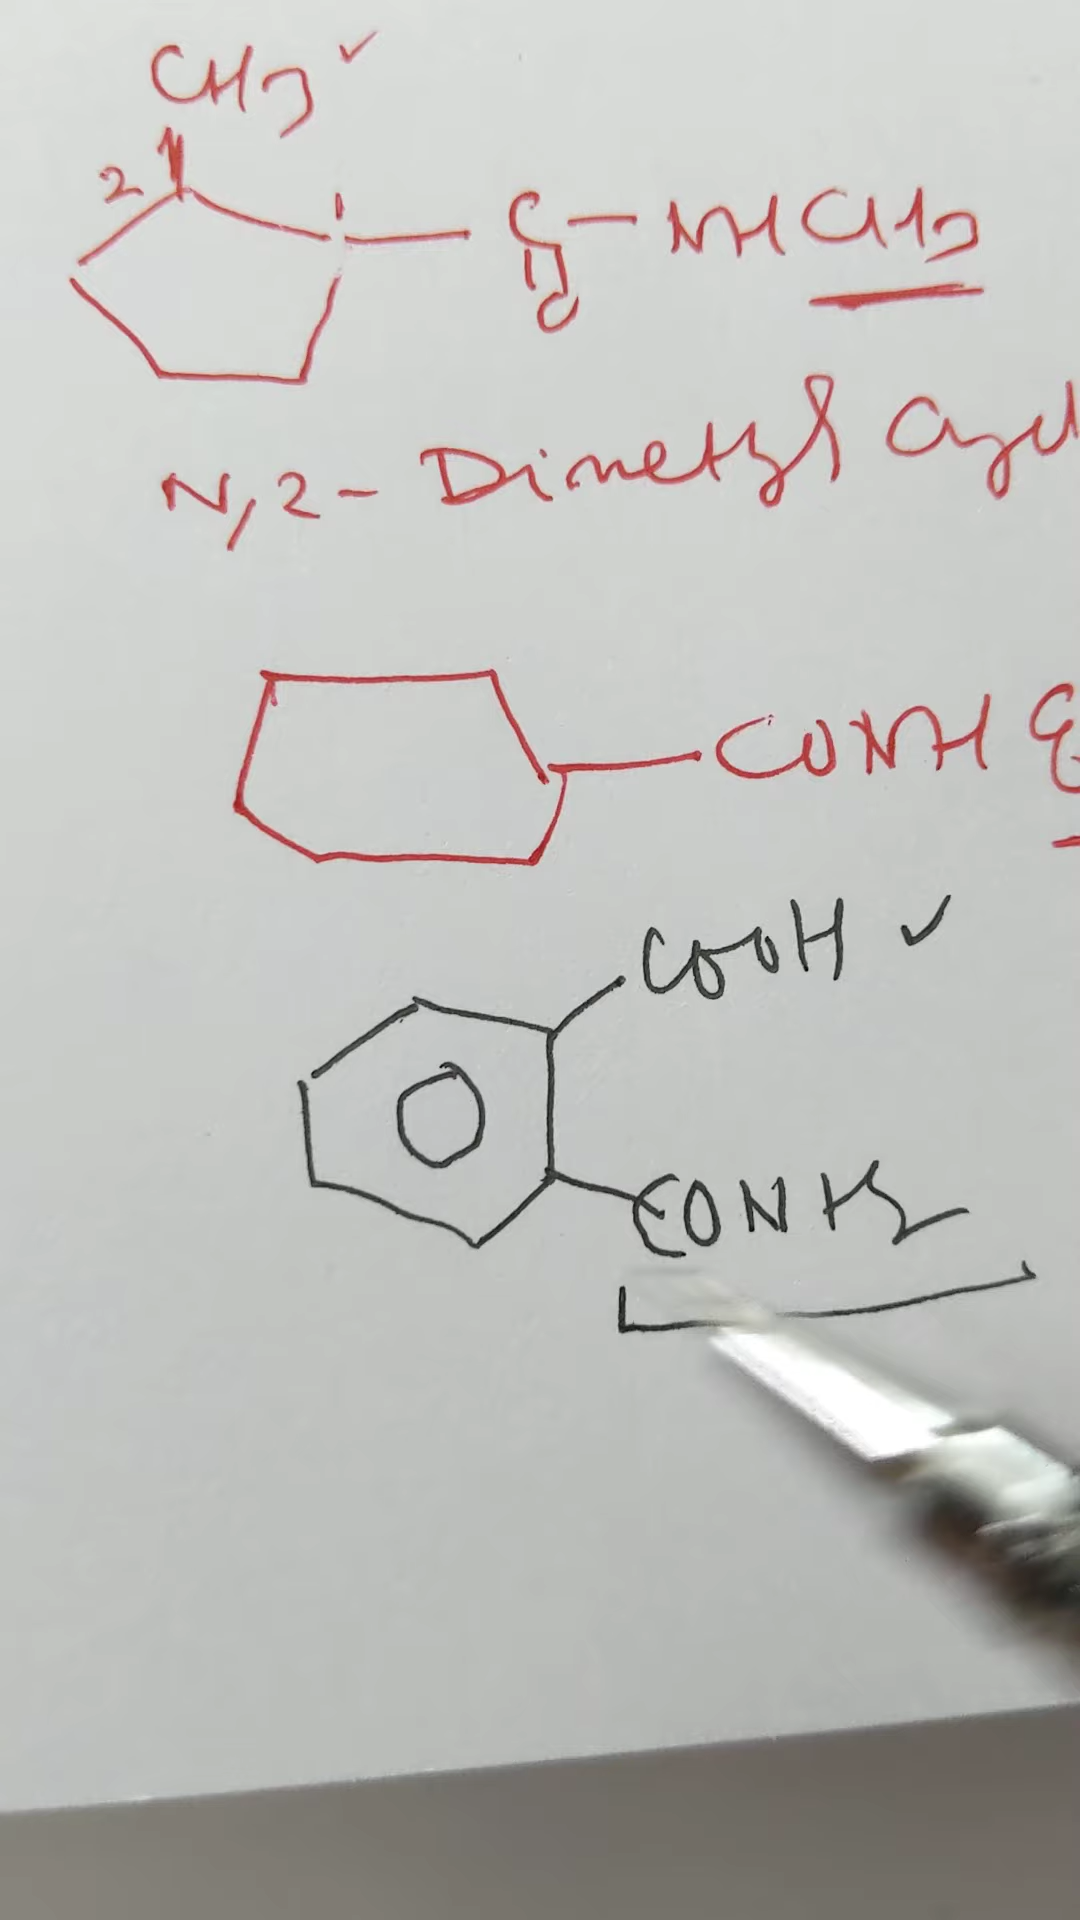 CH3 ✓
2
1
C - NHCH3
O
N, 2 - Dimethyl Cycl
CONH
COOH ✓
CONH2